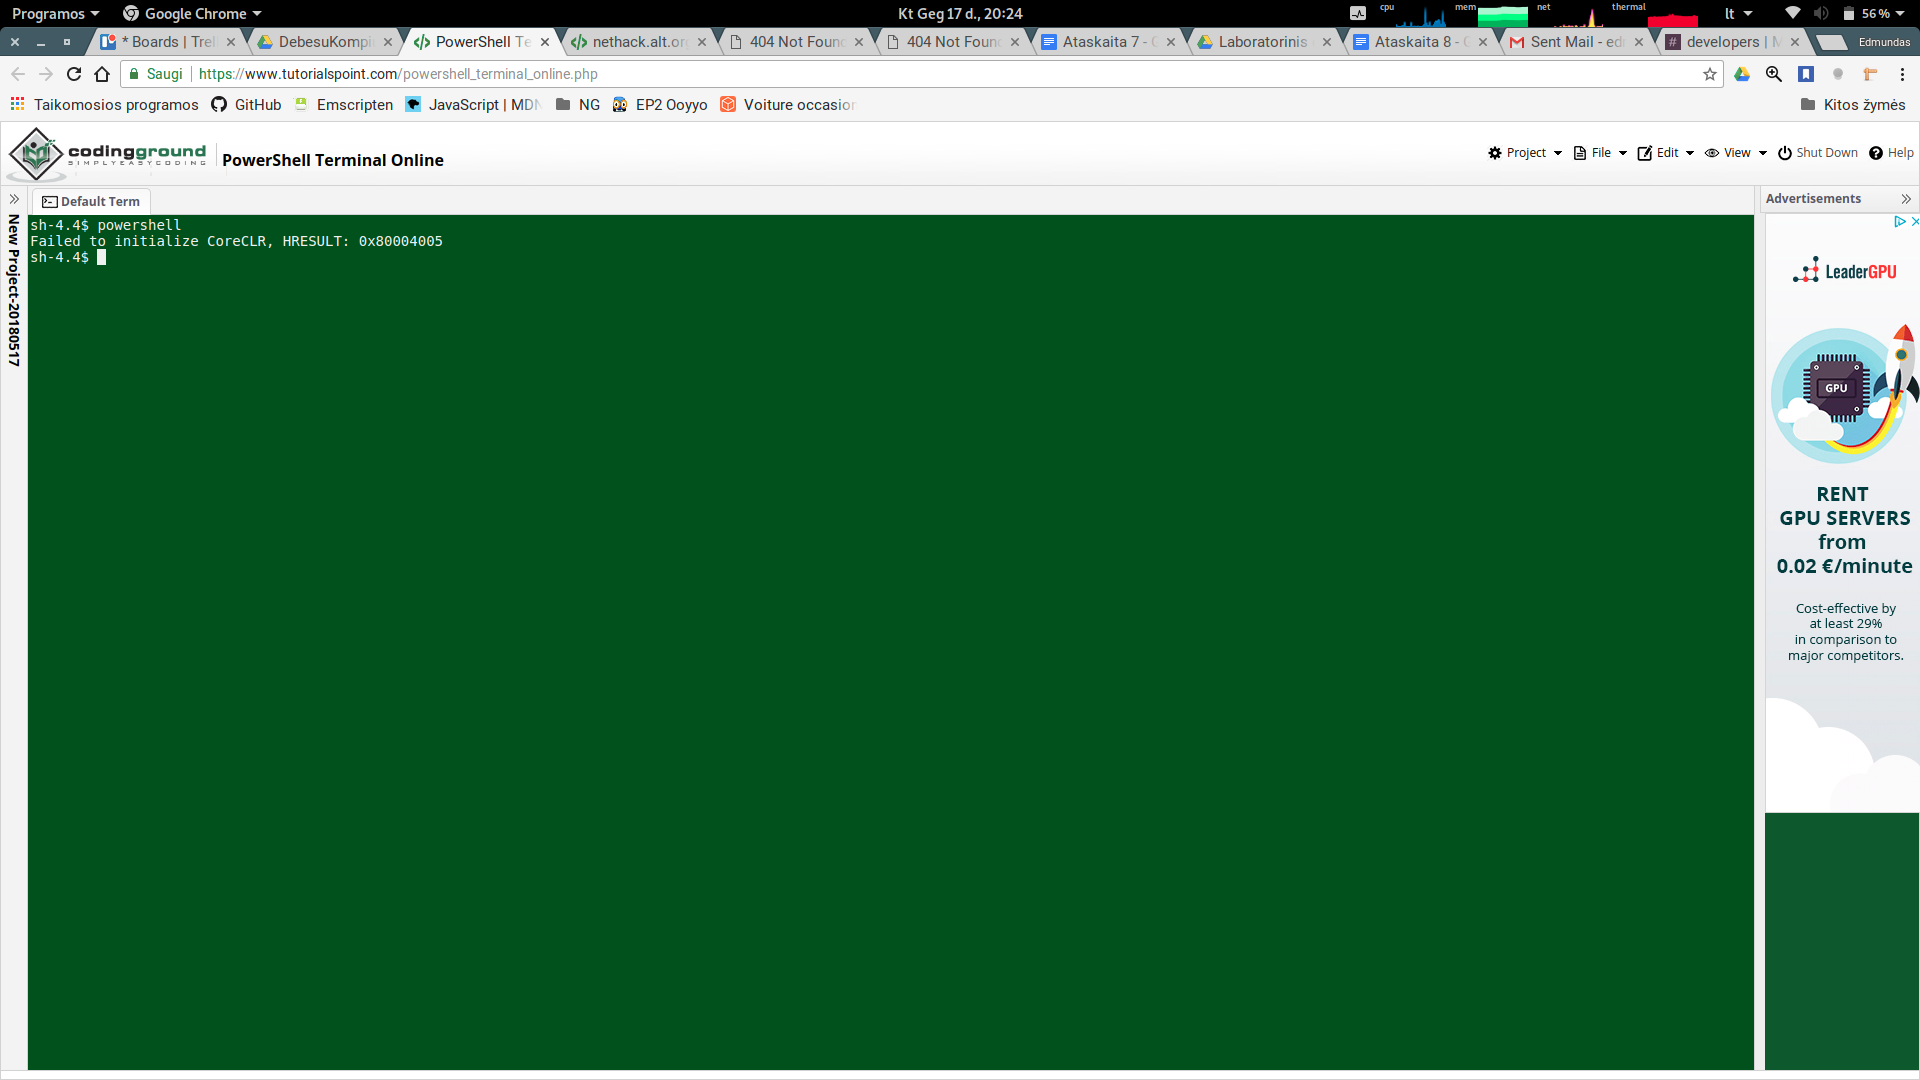 Programos Google Chrome Kt Geg 17 d., 20:24 cpu mem net thermal lt 56 %
* Boards | Trel DebesuKompi PowerShell Te nethack.alt.or 404 Not Foun 404 Not Foun Ataskaita 7 - Laboratorinis Ataskaita 8 - Sent Mail - ed # developers | Edmundas
Saugi https://www.tutorialspoint.com/powershell_terminal_online.php
Taikomosios programos GitHub Emscripten JavaScript | MDN NG EP2 Ooyyo Voiture occasion Kitos žymės
codingground
SIMPLYEASYCODING
PowerShell Terminal Online
Project File Edit View Shut Down Help
New Project-20180517
Default Term
Advertisements
sh-4.4$ powershell
Failed to initialize CoreCLR, HRESULT: 0x80004005
sh-4.4$
LeaderGPU
GPU
RENT
GPU SERVERS
from
0.02 €/minute
Cost-effective by
at least 29%
in comparison to
major competitors.